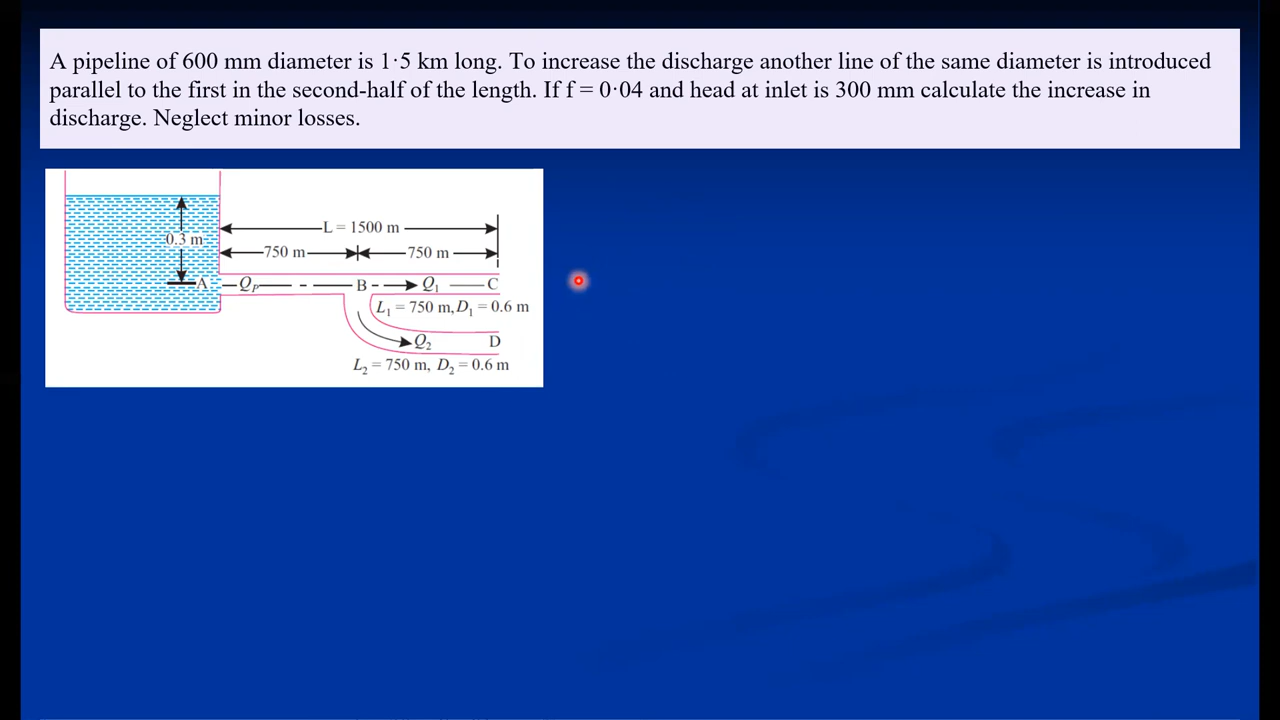 A pipeline of 600 mm diameter is 1·5 km long. To increase the discharge another line of the same diameter is introduced
parallel to the first in the second-half of the length. If f = 0·04 and head at inlet is 300 mm calculate the increase in
discharge. Neglect minor losses.
L = 1500 m
0.3 m
750 m
750 m
A
Qₚ
B
Q₁
C
L₁ = 750 m, D₁ = 0.6 m
Q₂
D
L₂ = 750 m, D₂ = 0.6 m